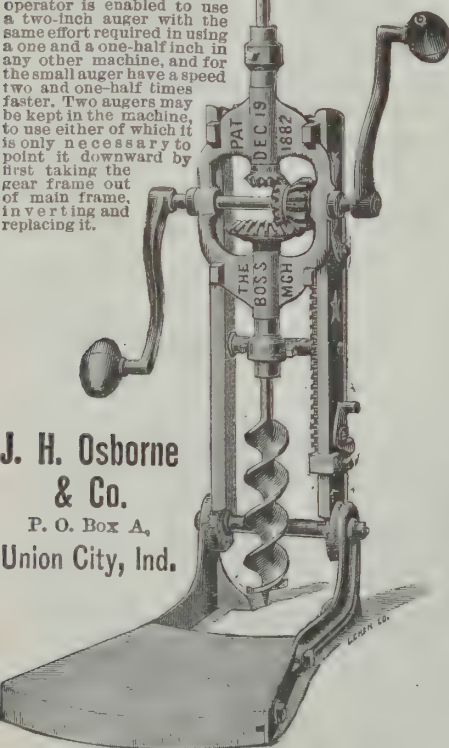 operator is enabled to use
a two-inch auger with the
same effort required in using
a one and a one-half inch in
any other machine, and for
the small auger have a speed
two and one-half times
faster. Two augers may
be kept in the machine,
to use either of which it
is only necessary to
point it downward by
first taking the
gear frame out
of main frame,
inverting and
replacing it.
PAT
DEC 19
1882
THE
BOSS
MCH
J. H. Osborne
& Co.
P. O. Box A,
Union City, Ind.